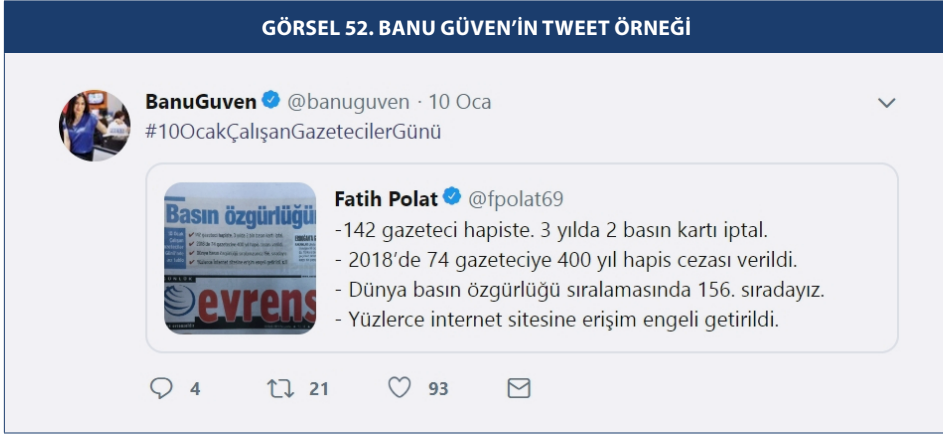 GÖRSEL 52. BANU GÜVEN’İN TWEET ÖRNEĞİ
BanuGuven @banuguven · 10 Oca
#10OcakÇalışanGazetecilerGünü
Fatih Polat @fpolat69
-142 gazeteci hapiste. 3 yılda 2 basın kartı iptal.
- 2018’de 74 gazeteciye 400 yıl hapis cezası verildi.
- Dünya basın özgürlüğü sıralamasında 156. sıradayız.
- Yüzlerce internet sitesine erişim engeli getirildi.
Basın özgürlüğü
evrens
4 21 93